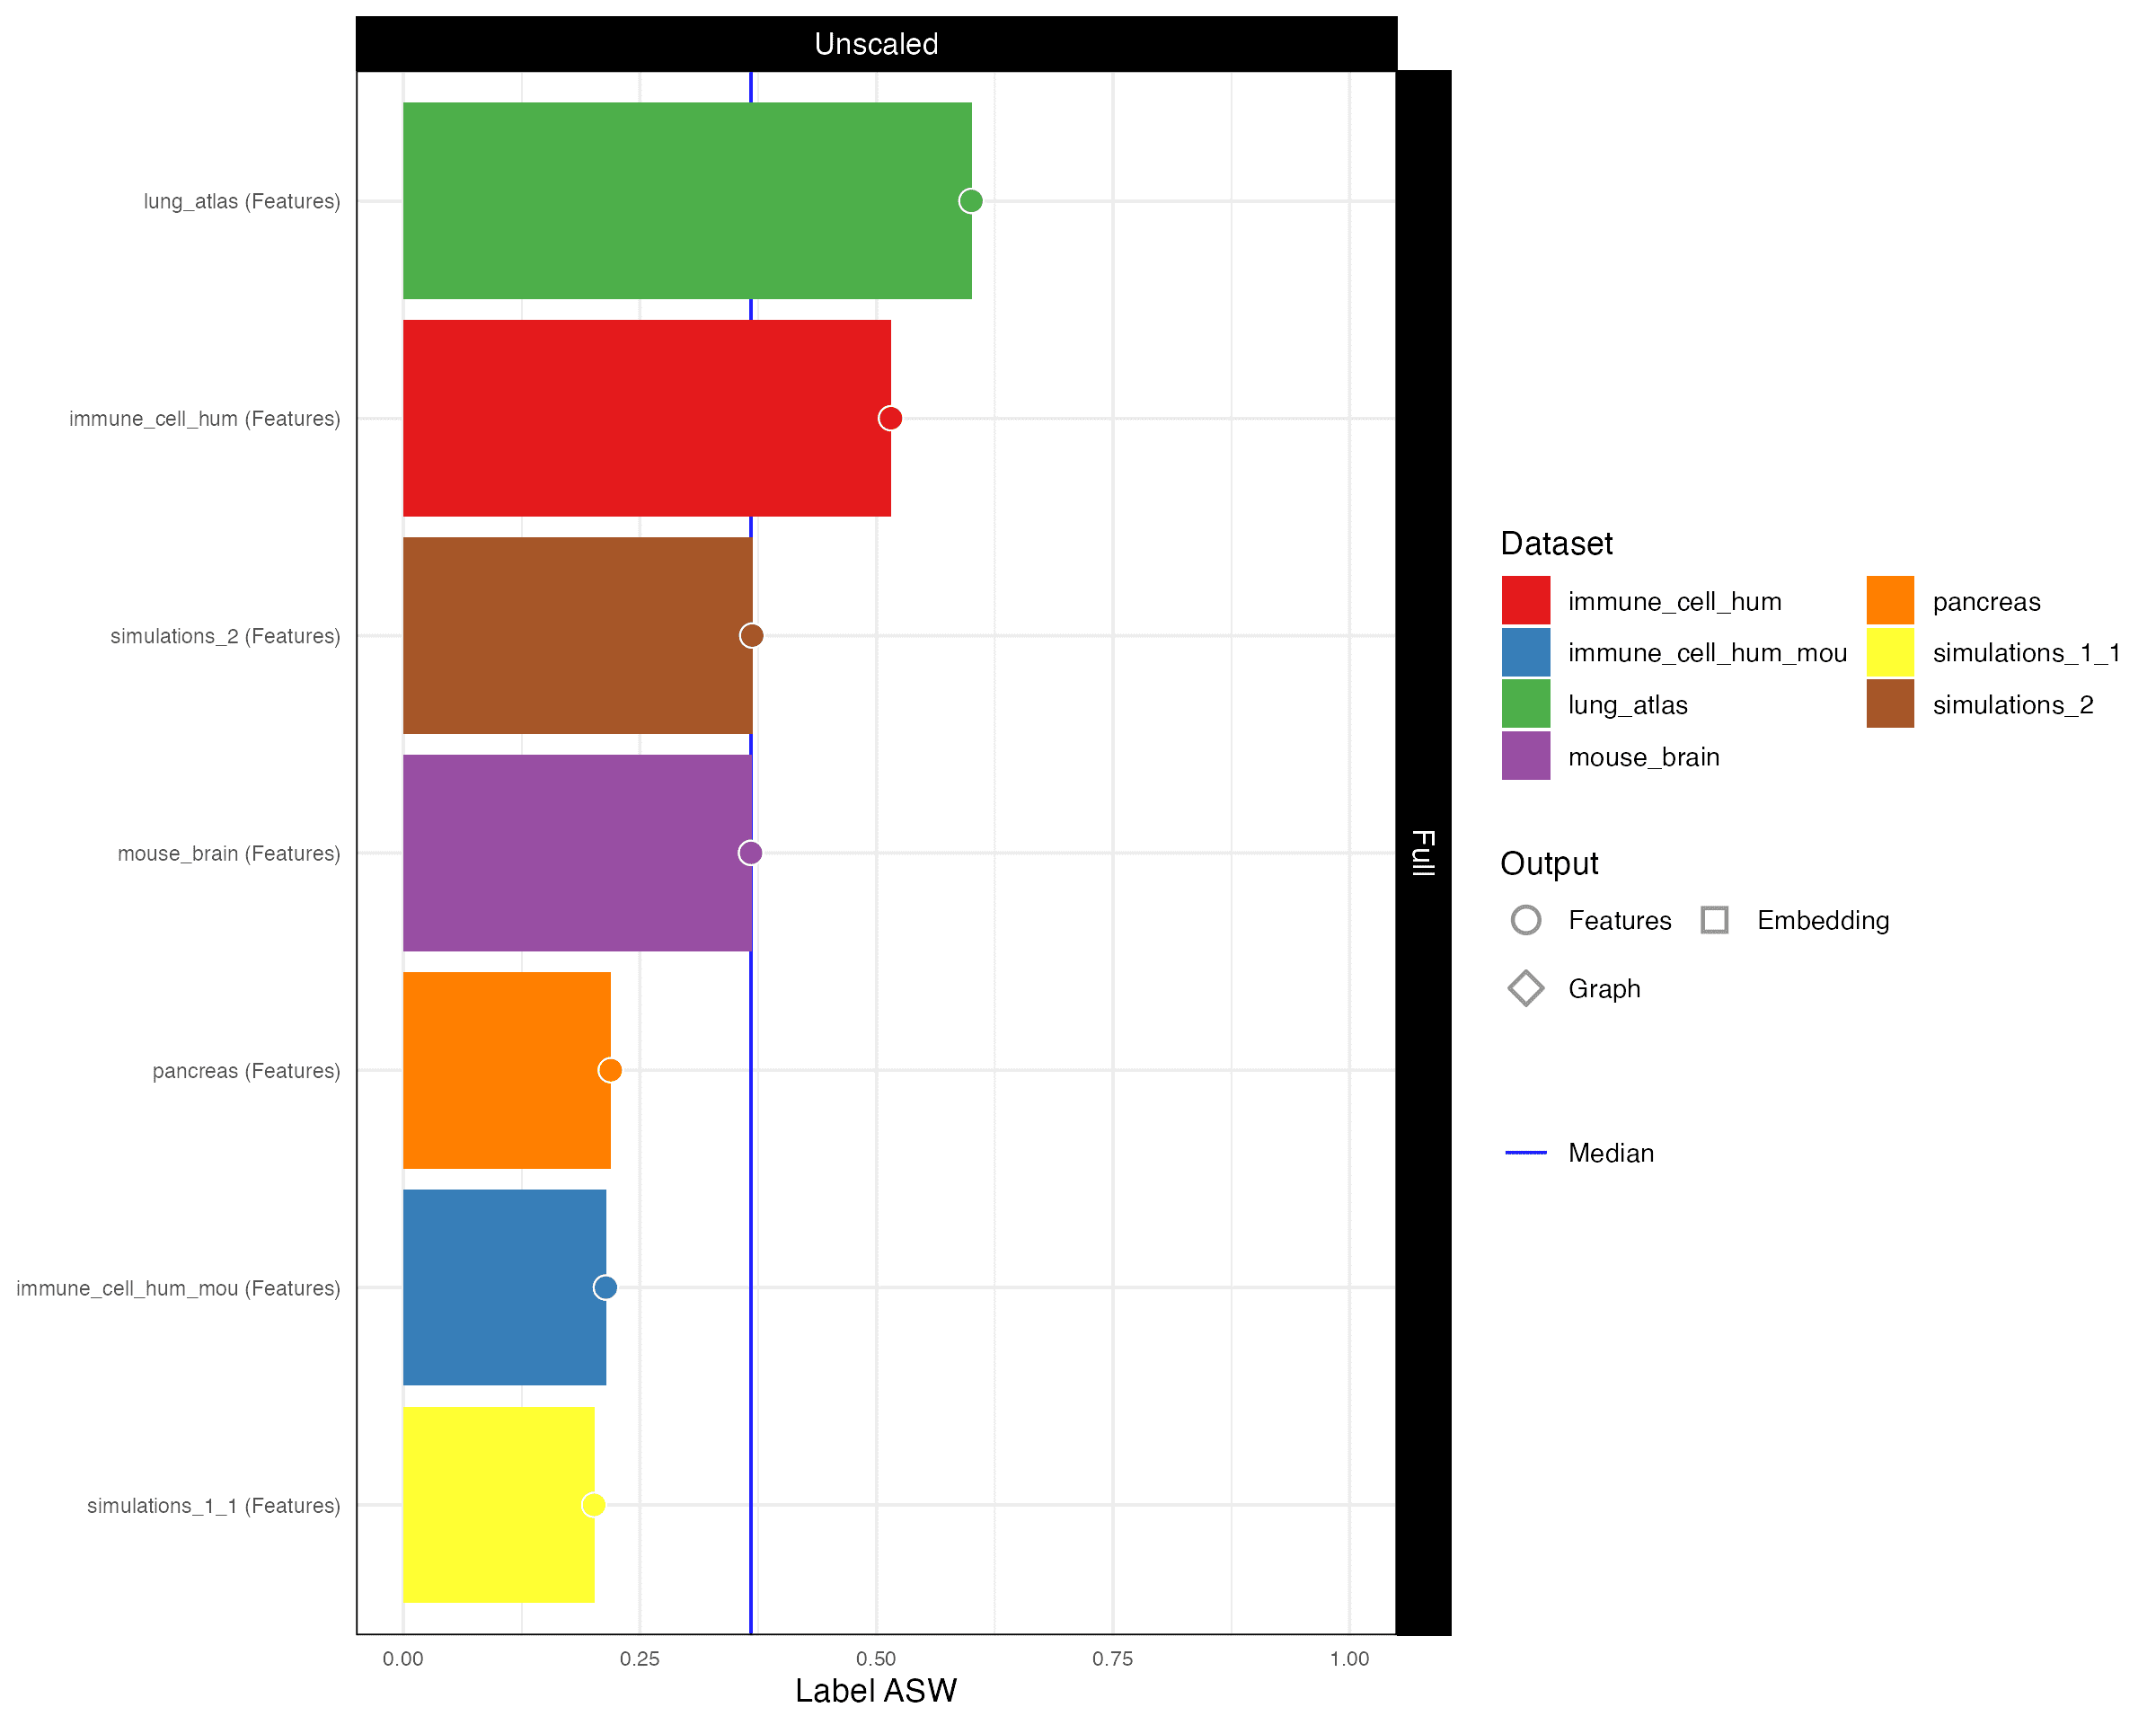 Unscaled
lung_atlas (Features)
immune_cell_hum (Features)
simulations_2 (Features)
mouse_brain (Features)
pancreas (Features)
immune_cell_hum_mou (Features)
simulations_1_1 (Features)
0.00 0.25 0.50 0.75 1.00
Label ASW
Full
Dataset
immune_cell_hum pancreas
immune_cell_hum_mou simulations_1_1
lung_atlas simulations_2
mouse_brain
Output
Features Embedding
Graph
Median